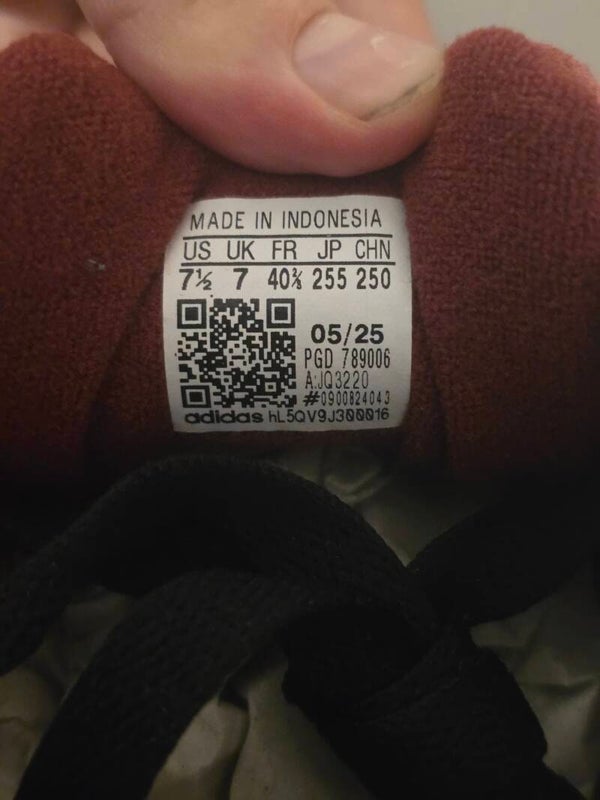 MADE IN INDONESIA
US UK FR JP CHN
7½ 7 40⅔ 255 250
05/25
PGD 789006
A:JQ3220
#0900824043
adidas hL5QV9J300016